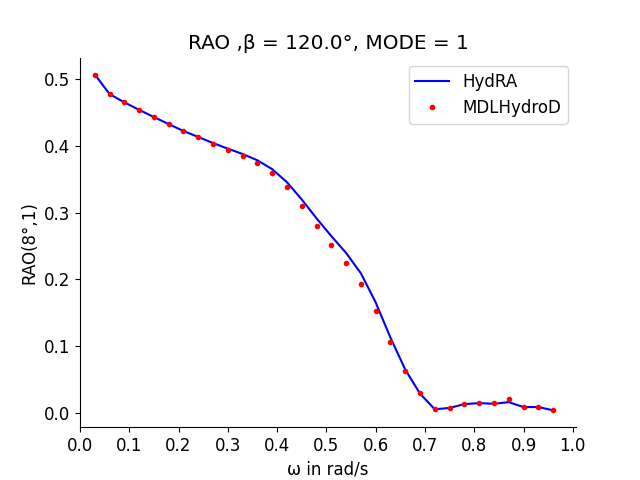 RAO ,β = 120.0°, MODE = 1
HydRA
MDLHydroD
RAO(8°,1)
0.5
0.4
0.3
0.2
0.1
0.0
0.0 0.1 0.2 0.3 0.4 0.5 0.6 0.7 0.8 0.9 1.0
ω in rad/s